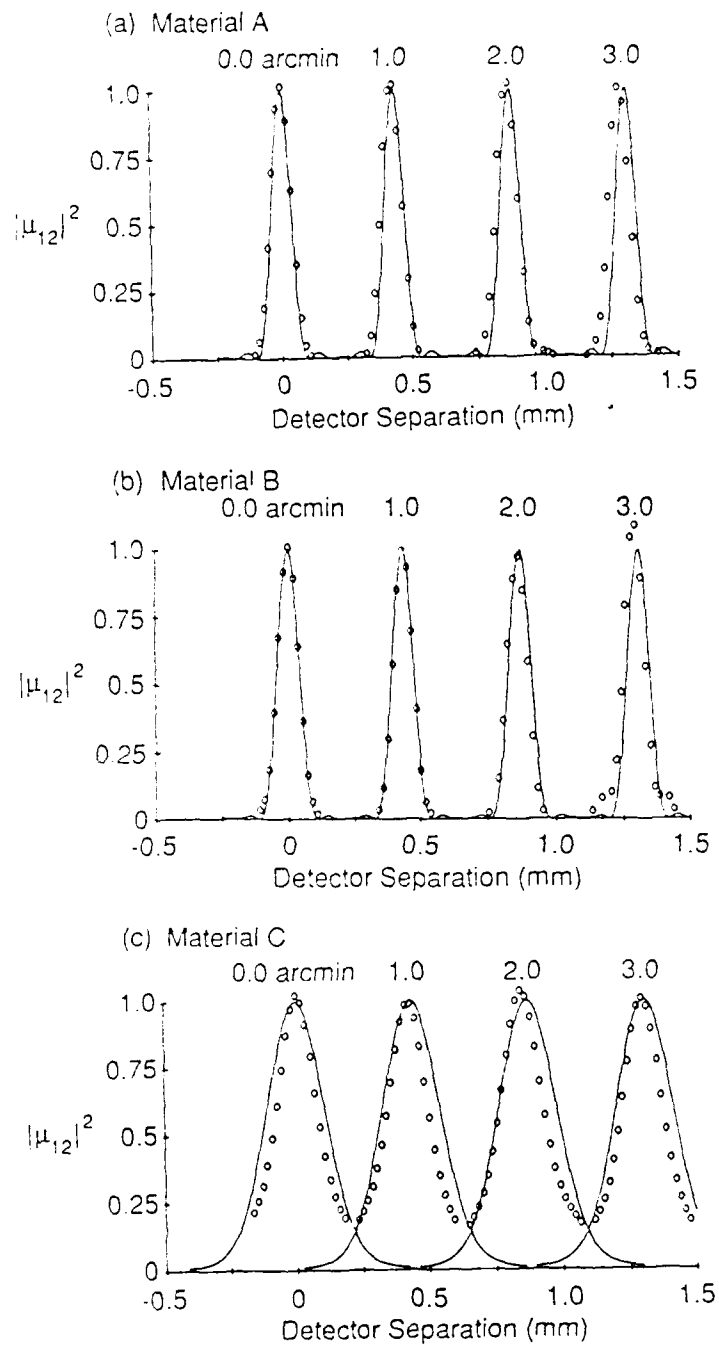 (a) Material A
0.0 arcmin 1.0 2.0 3.0
1.0
0.75
|μ12|²
0.5
0.25
0
-0.5 0 0.5 1.0 1.5
Detector Separation (mm)
(b) Material B
0.0 arcmin 1.0 2.0 3.0
1.0
0.75
|μ12|²
0.5
0.25
0
-0.5 0 0.5 1.0 1.5
Detector Separation (mm)
(c) Material C
0.0 arcmin 1.0 2.0 3.0
1.0
0.75
|μ12|²
0.5
0.25
0
-0.5 0 0.5 1.0 1.5
Detector Separation (mm)